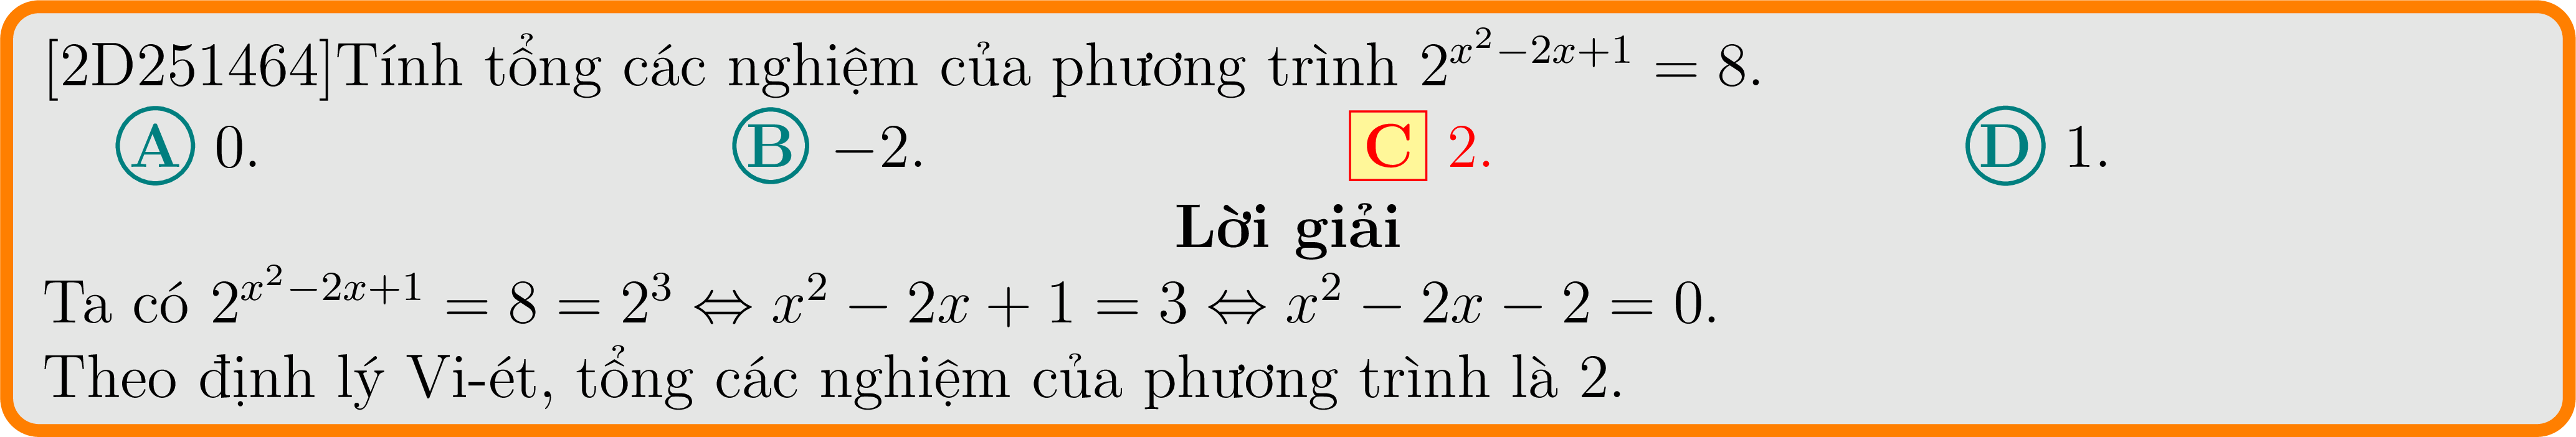 [2D251464]Tính tổng các nghiệm của phương trình $2^{x^2-2x+1} = 8$.
A 0. B −2. C 2. D 1.
Lời giải
Ta có $2^{x^2-2x+1} = 8 = 2^3 \Leftrightarrow x^2 - 2x + 1 = 3 \Leftrightarrow x^2 - 2x - 2 = 0$.
Theo định lý Vi-ét, tổng các nghiệm của phương trình là 2.